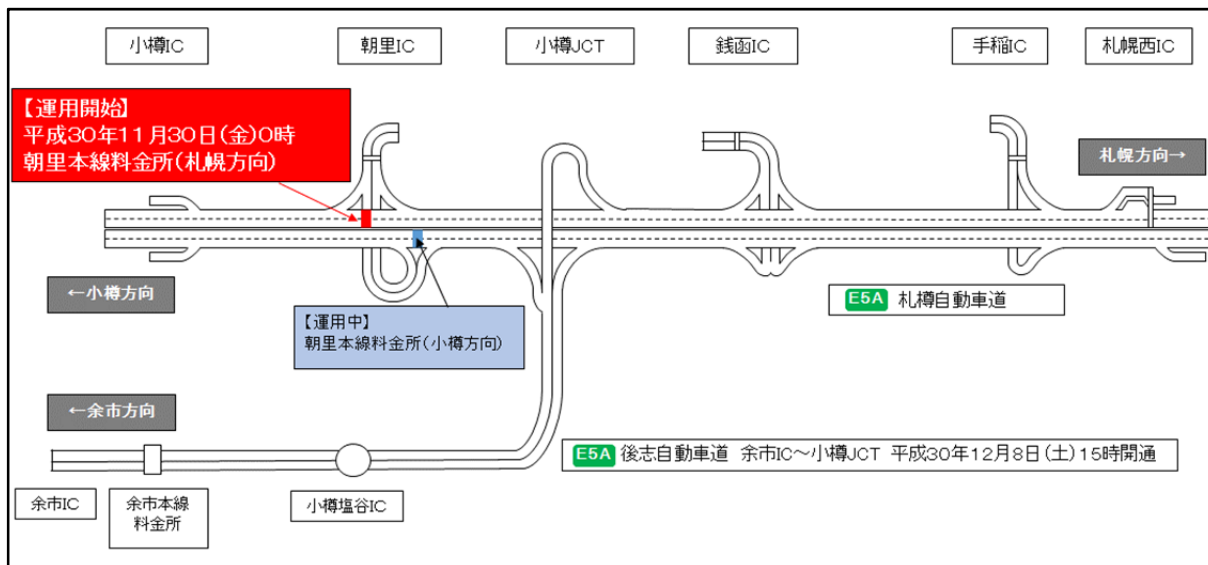 小樽IC
朝里IC
小樽JCT
銭函IC
手稲IC
札幌西IC
【運用開始】
平成30年11月30日(金)0時
朝里本線料金所(札幌方向)
札幌方向→
←小樽方向
【運用中】
朝里本線料金所(小樽方向)
E5A 札樽自動車道
←余市方向
E5A 後志自動車道 余市IC~小樽JCT 平成30年12月8日(土)15時開通
余市IC
余市本線
料金所
小樽塩谷IC